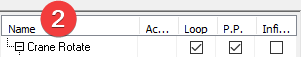 Name 2 Ac... Loop P.P. Infi...
Crane Rotate